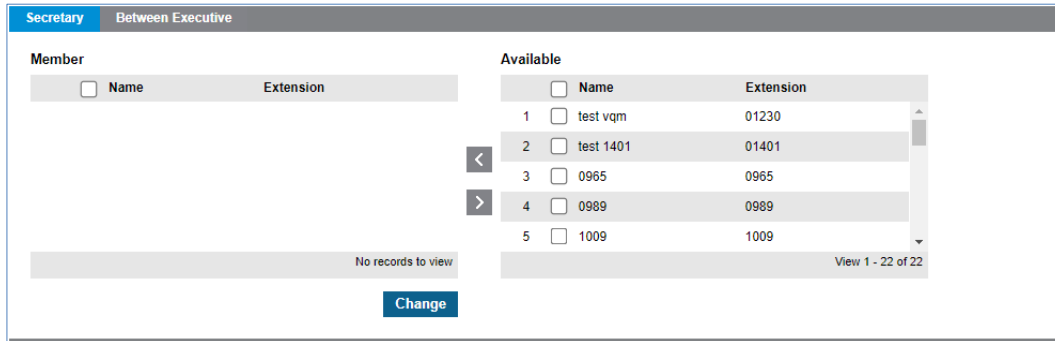 Secretary Between Executive
Member
Name Extension
No records to view
Change
Available
Name Extension
1 test vqm 01230
2 test 1401 01401
3 0965 0965
4 0989 0989
5 1009 1009
View 1 - 22 of 22